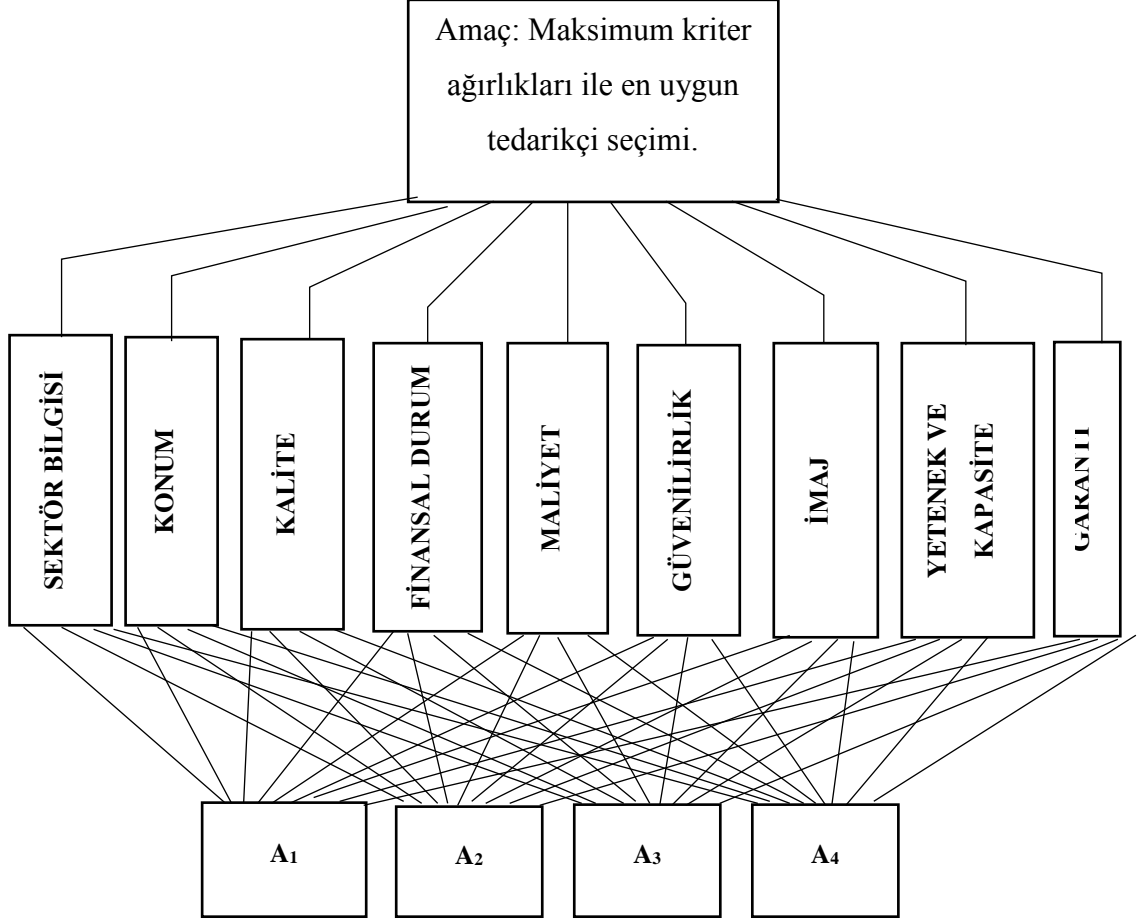 Amaç: Maksimum kriter
ağırlıkları ile en uygun
tedarikçi seçimi.
SEKTÖR BİLGİSİ
KONUM
KALİTE
FİNANSAL DURUM
MALİYET
GÜVENİLİRLİK
İMAJ
YETENEK VE
KAPASİTE
GARANTİ
A1
A2
A3
A4